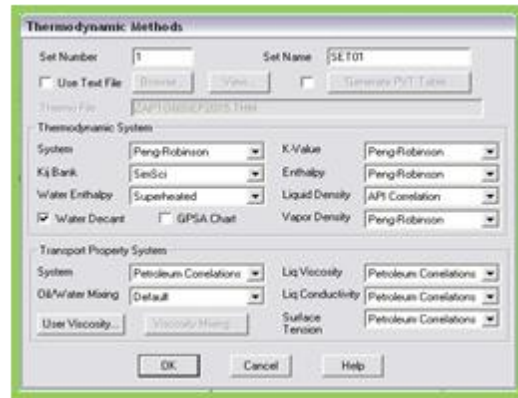 Thermodynamic Methods
Set Number 1 Set Name SET01
Use Text File Browse... View... Generate PVT Table
Thermo File
Thermodynamic System
System Peng-Robinson K-Value Peng-Robinson
Kij Bank SimSci Enthalpy Peng-Robinson
Water Enthalpy Superheated Liquid Density API Correlation
Water Decant GPSA Chart Vapor Density Peng-Robinson
Transport Property System
System Petroleum Correlations Liq Viscosity Petroleum Correlations
Oil/Water Mixing Default Liq Conductivity Petroleum Correlations
User Viscosity... Viscosity Mixing... Surface Tension Petroleum Correlations
OK Cancel Help